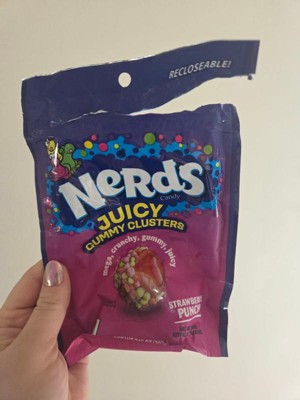 RECLOSEABLE!
NERDS
Candy
JUICY
GUMMY CLUSTERS
mega, crunchy, gummy, juicy
STRAWBERRY
PUNCH